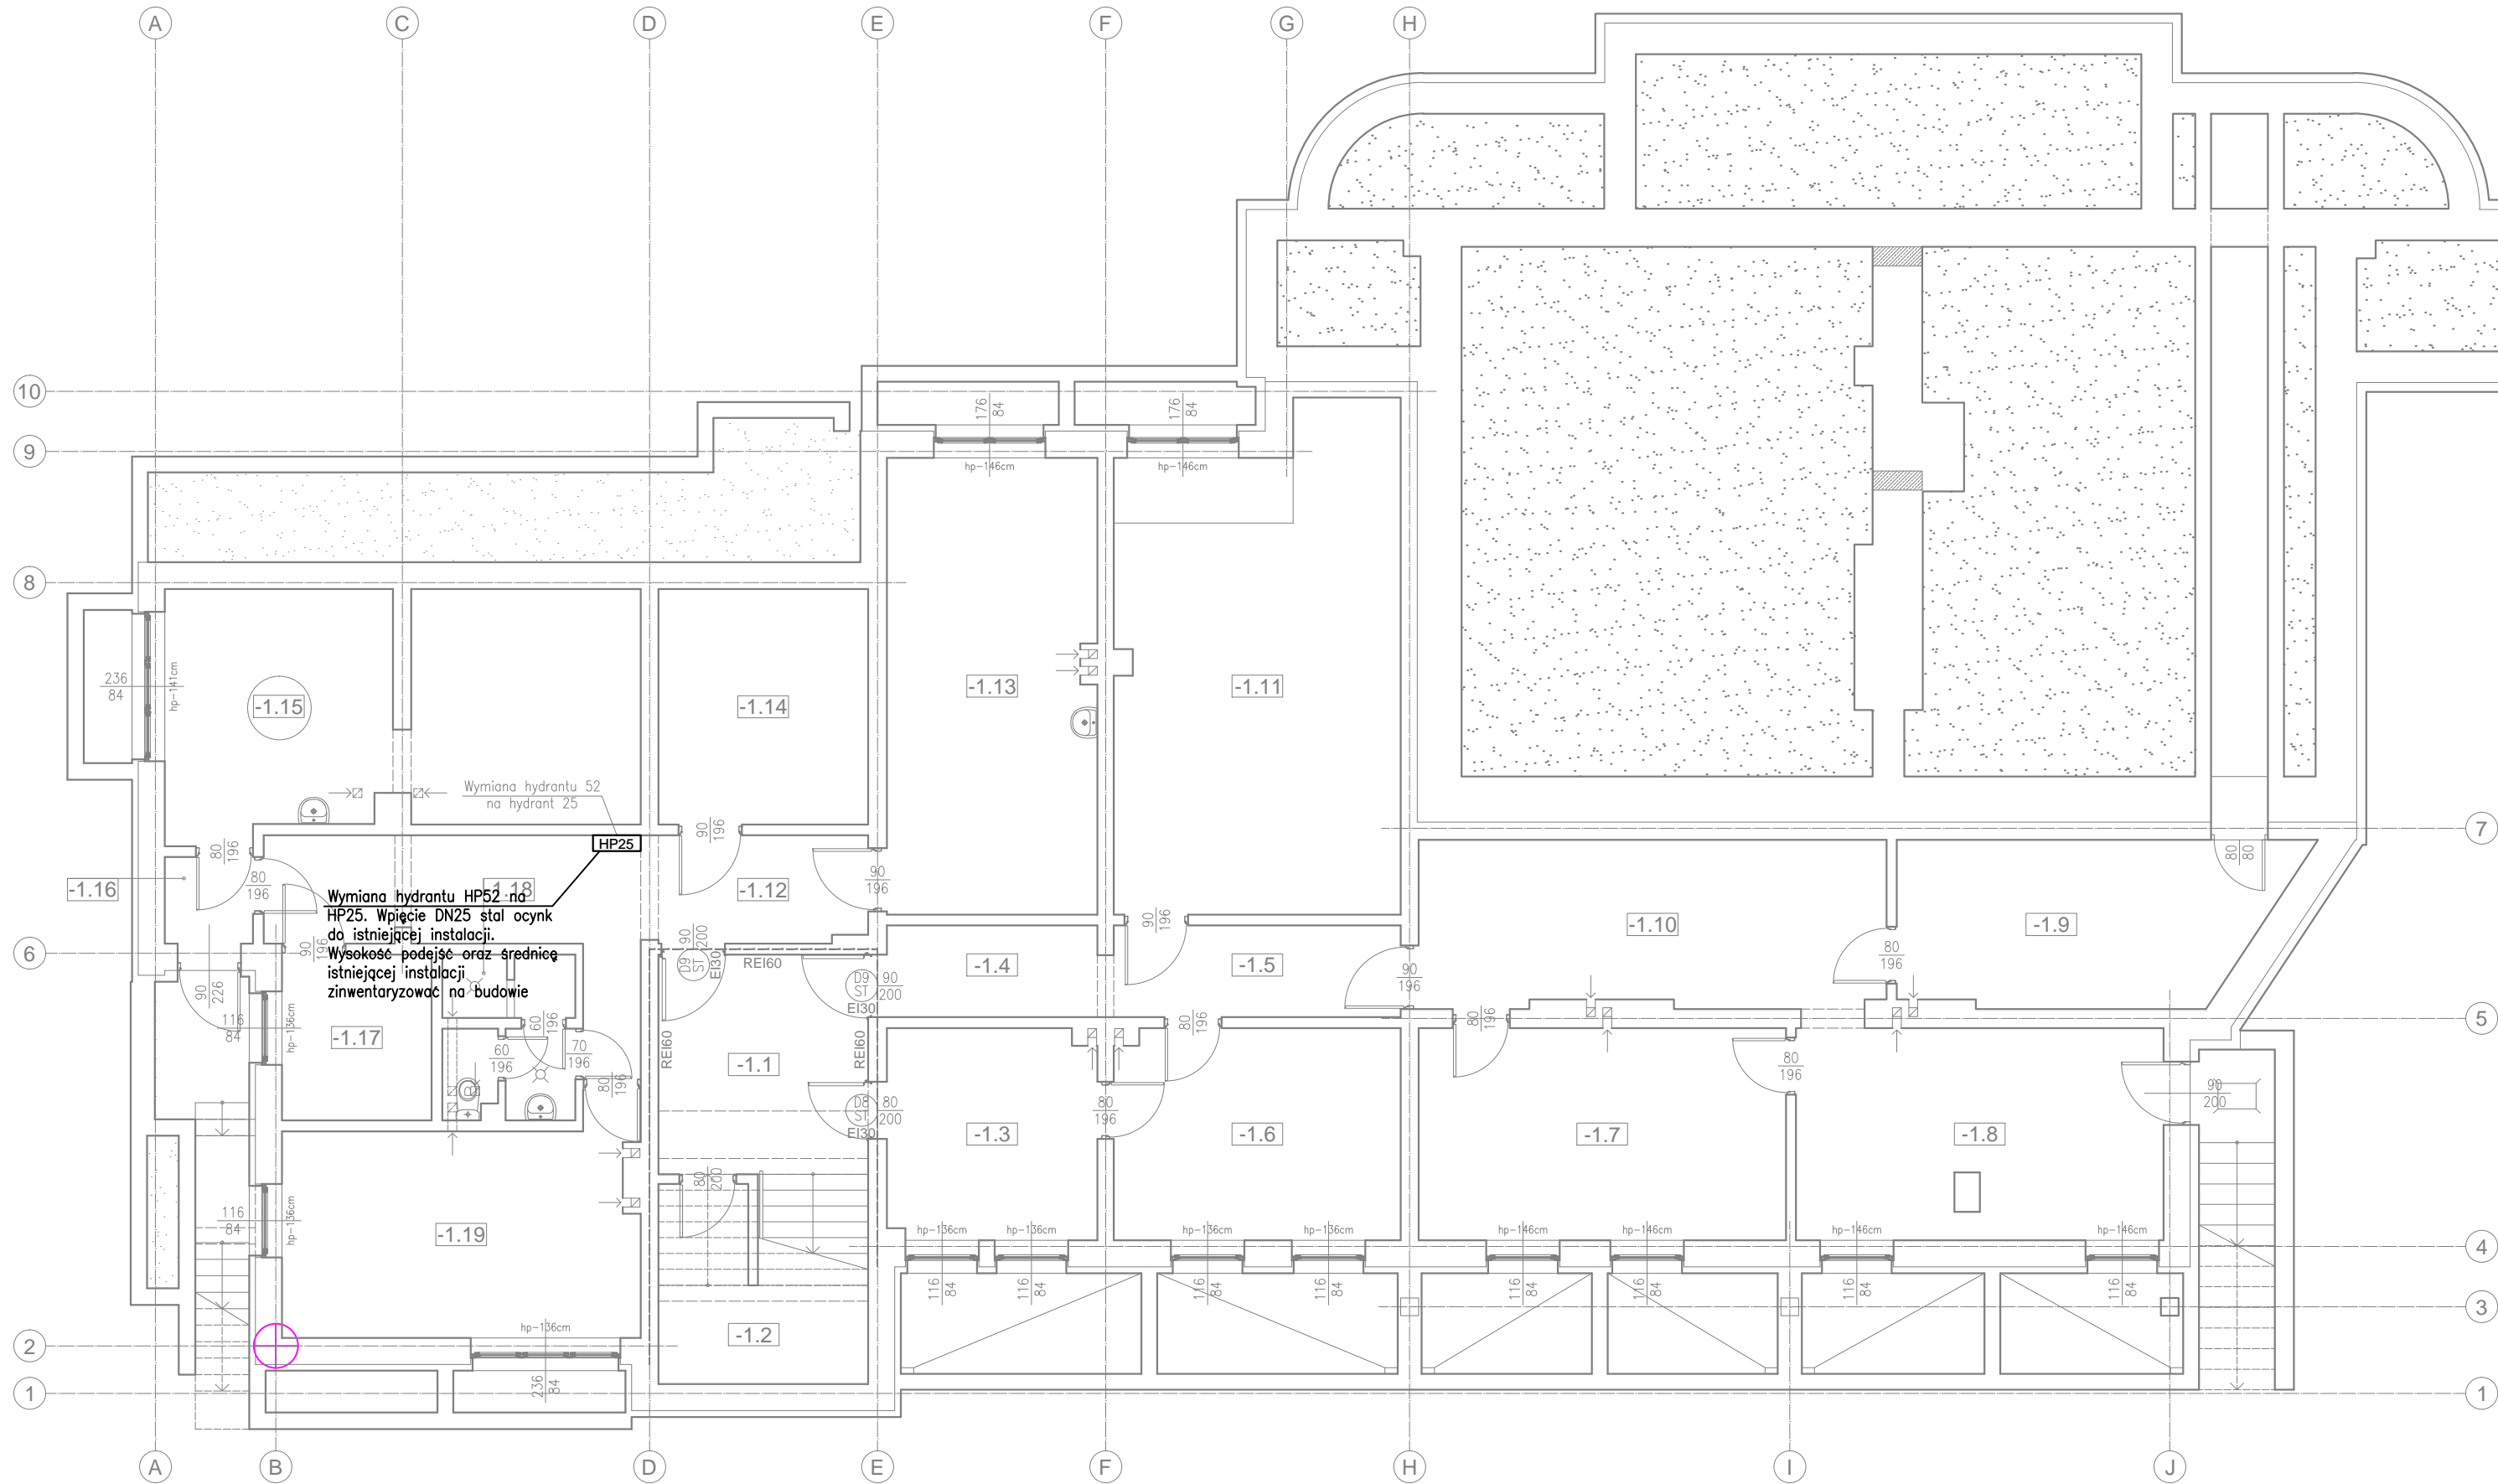 A
C
D
E
F
G
H
10
9
8
7
6
5
4
3
2
1
1
A
B
D
E
F
H
I
J
176
84
176
84
hp-146cm
hp-146cm
236
84
hp-141cm
-1.15
-1.14
-1.13
-1.11
Wymiana hydrantu 52
na hydrant 25
HP25
90
196
80
196
80
196
-1.16
-1.18
-1.12
90
196
90
196
80
80
Wymiana hydrantu HP52 na
HP25. Wpięcie DN25 stal ocynk
do istniejącej instalacji.
Wysokość podejść oraz średnicę
istniejącej instalacji
zinwentaryzować na budowie
90
196
90
226
D9
ST
90
200
EI30
REI60
-1.4
-1.5
-1.10
-1.9
80
196
90
196
D9
ST
90
200
EI30
116
84
hp-136cm
-1.17
60
196
60
196
70
196
80
196
REI60
-1.1
REI60
80
196
80
196
80
196
90
200
D8
ST
80
200
EI30
80
196
-1.3
-1.6
-1.7
-1.8
80
200
116
84
hp-136cm
-1.19
hp-136cm
hp-136cm
hp-136cm
hp-136cm
hp-146cm
hp-146cm
hp-146cm
hp-146cm
116
84
116
84
116
84
116
84
116
84
116
84
116
84
116
84
hp-136cm
-1.2
236
84